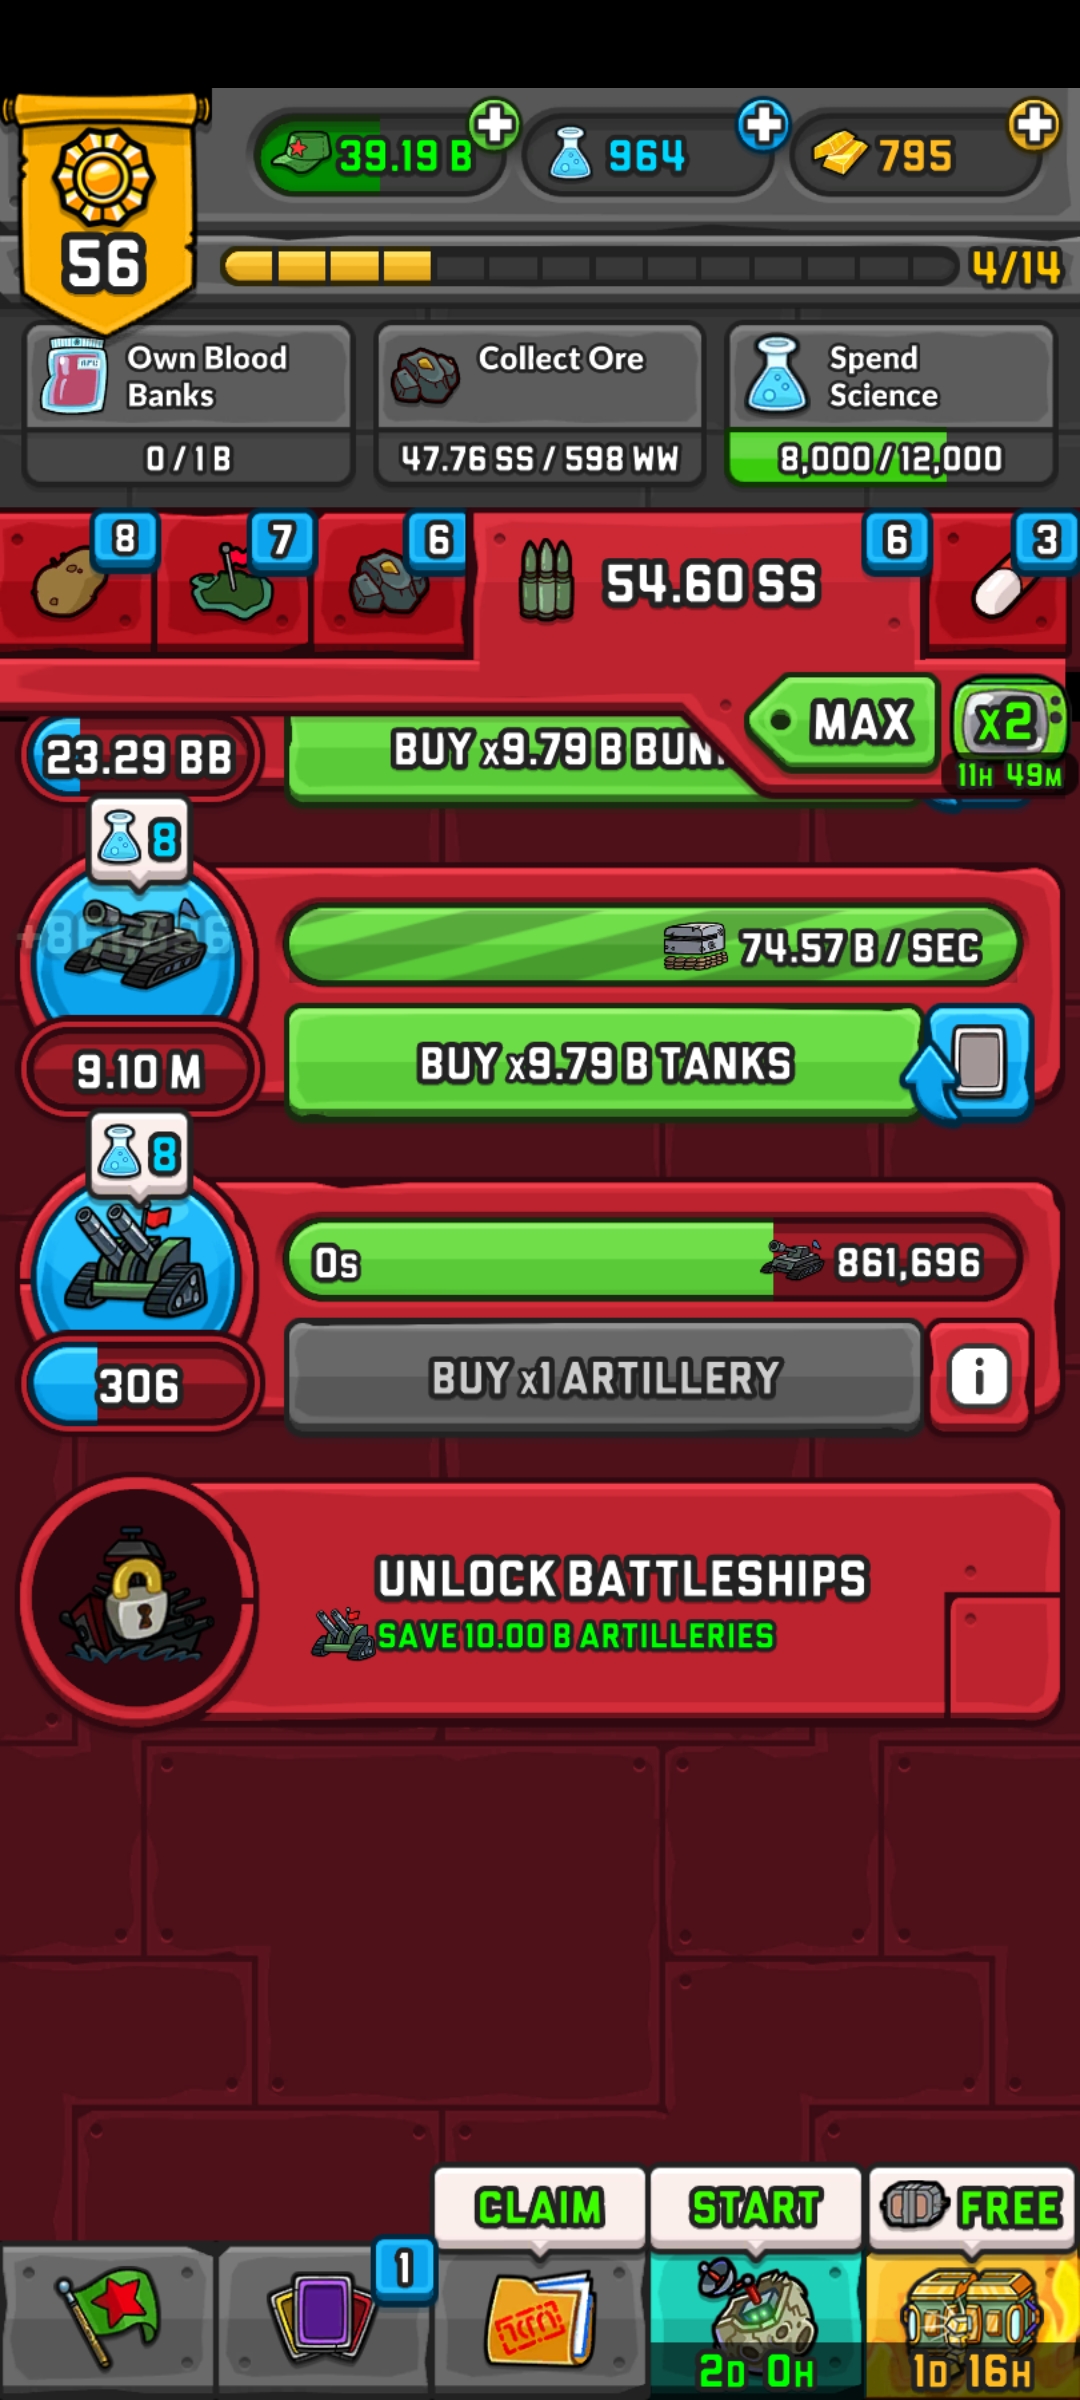 39.19 B
964
795
56
4/14
Own Blood
Banks
Collect Ore
Spend
Science
0 / 1 B
47.76 SS / 598 WW
8,000 / 12,000
8
7
6
54.60 SS
6
3
MAX
x2
11H 49M
23.29 BB
BUY x9.79 B BUN
8
74.57 B / SEC
9.10 M
BUY x9.79 B TANKS
8
0s
861,696
306
BUY x1 ARTILLERY
i
UNLOCK BATTLESHIPS
SAVE 10.00 B ARTILLERIES
CLAIM
START
FREE
1
2D 0H
1D 16H